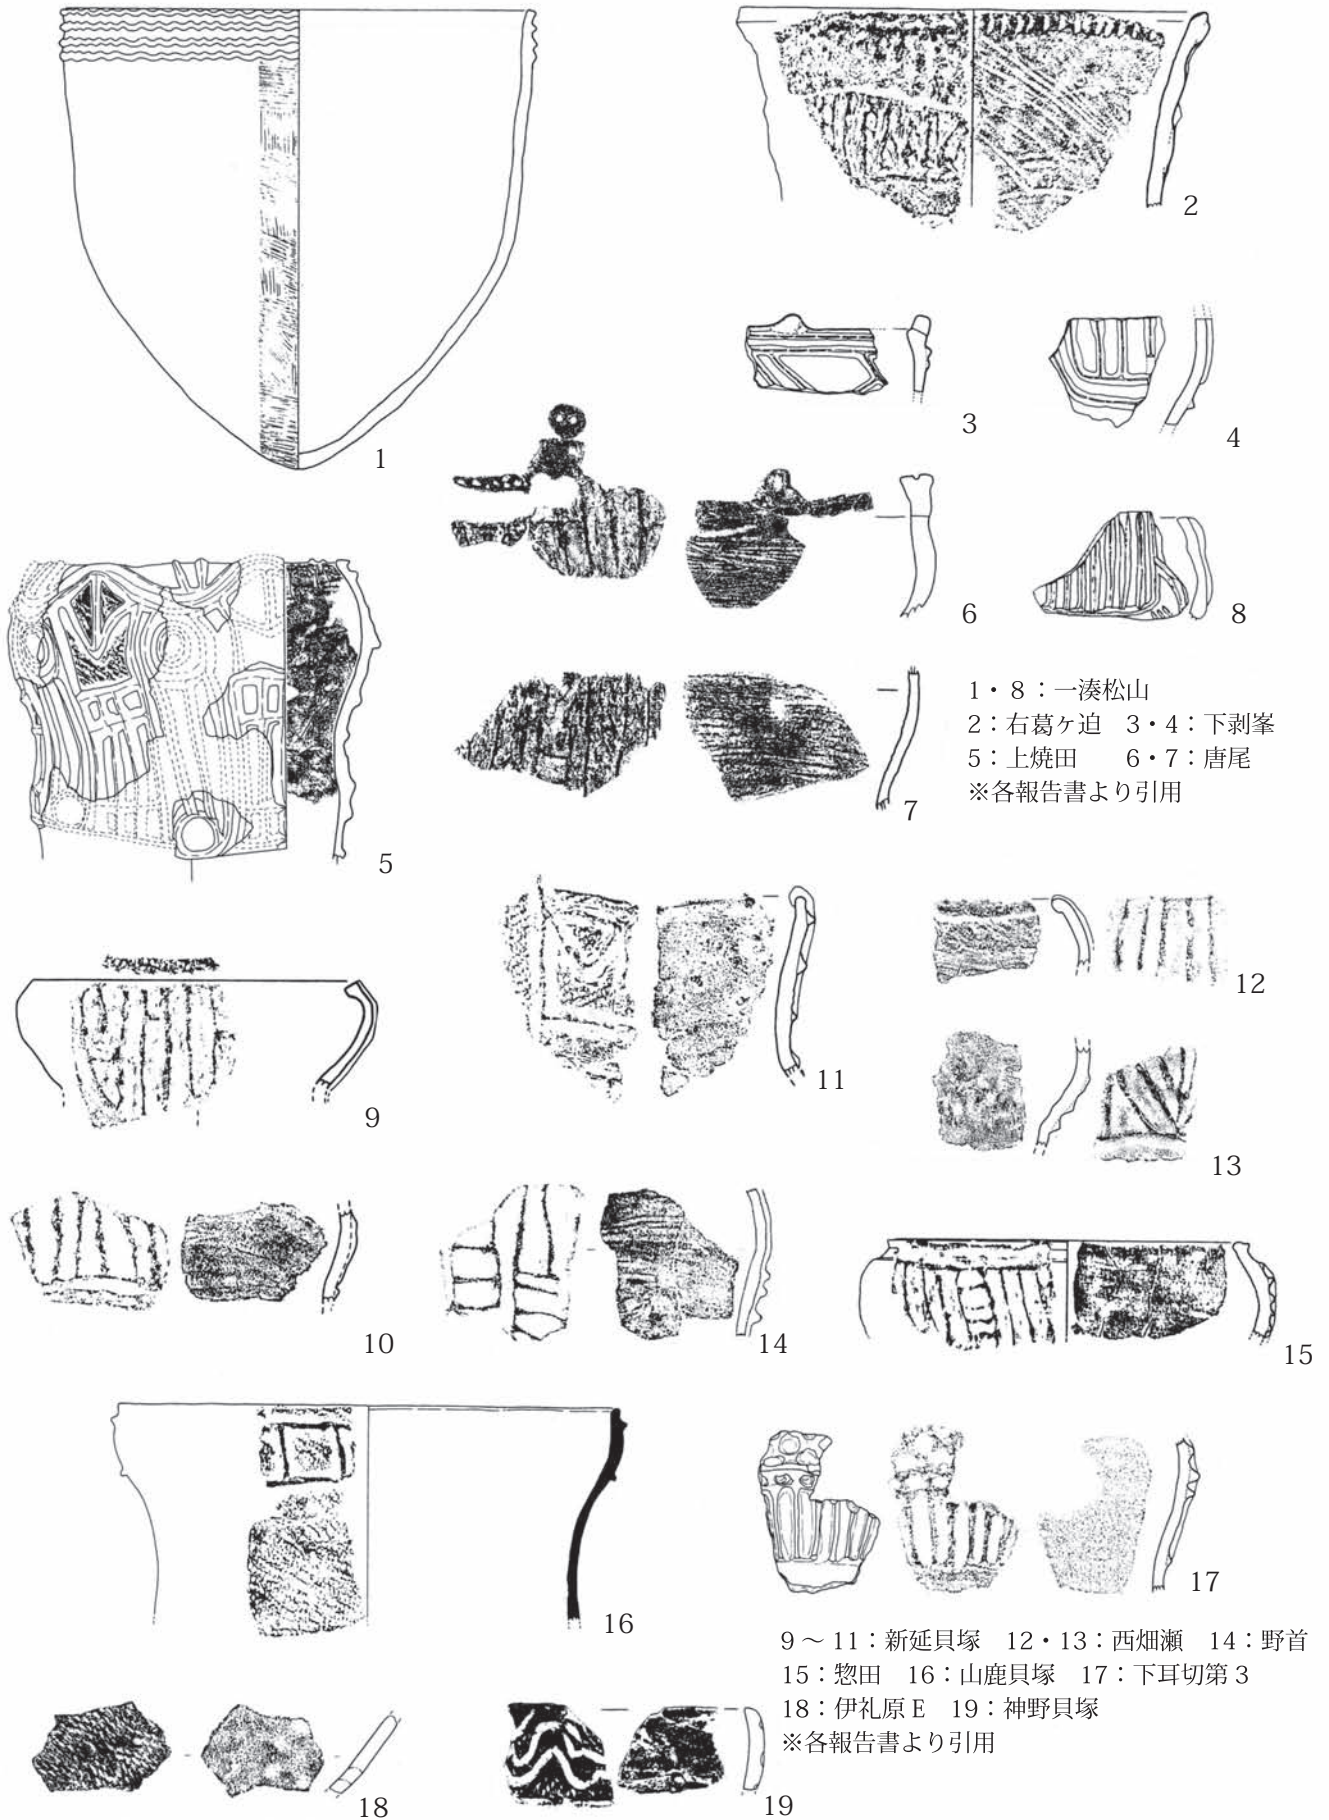 1
2
3
4
5
6
8
7
1・8：一湊松山
2：右葛ヶ迫　3・4：下剥峯
5：上焼田　　6・7：唐尾
※各報告書より引用
9
11
12
13
10
14
15
16
17
9～11：新延貝塚　12・13：西畑瀬　14：野首
15：惣田　16：山鹿貝塚　17：下耳切第3
18：伊礼原E　19：神野貝塚
※各報告書より引用
18
19